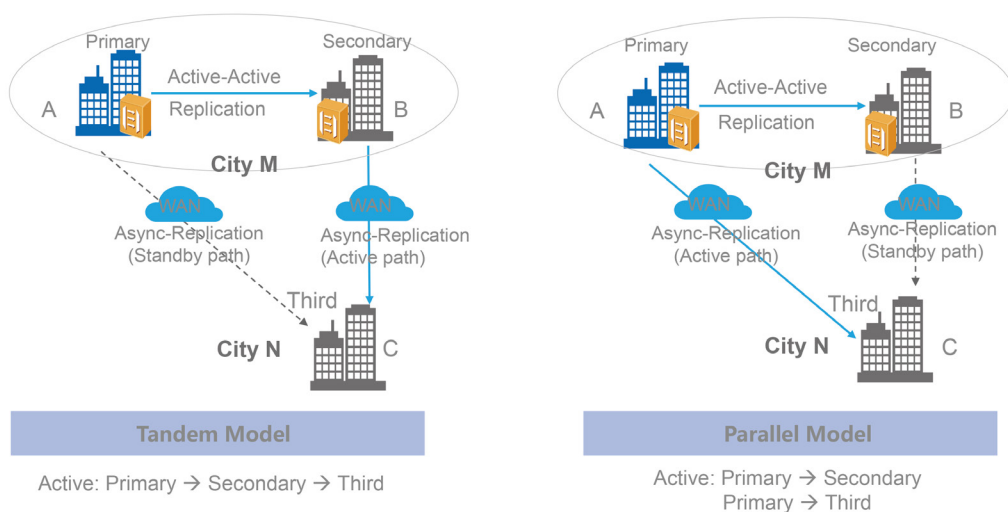 Primary
Secondary
Active-Active
Replication
A
B
City M
WAN
WAN
Async-Replication
(Standby path)
Async-Replication
(Active path)
Third
City N
C
Tandem Model
Active: Primary → Secondary → Third
Primary
Secondary
Active-Active
Replication
A
B
City M
WAN
WAN
Async-Replication
(Active path)
Async-Replication
(Standby path)
Third
City N
C
Parallel Model
Active: Primary → Secondary
Primary → Third